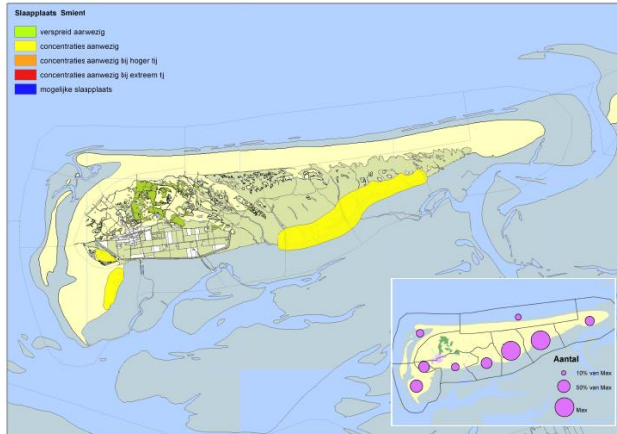 Slaapplaats Smient
verspreid aanwezig
concentraties aanwezig
concentraties aanwezig bij hoger tij
concentraties aanwezig bij extreem tij
mogelijke slaapplaats
Aantal
10% van Max
50% van Max
Max